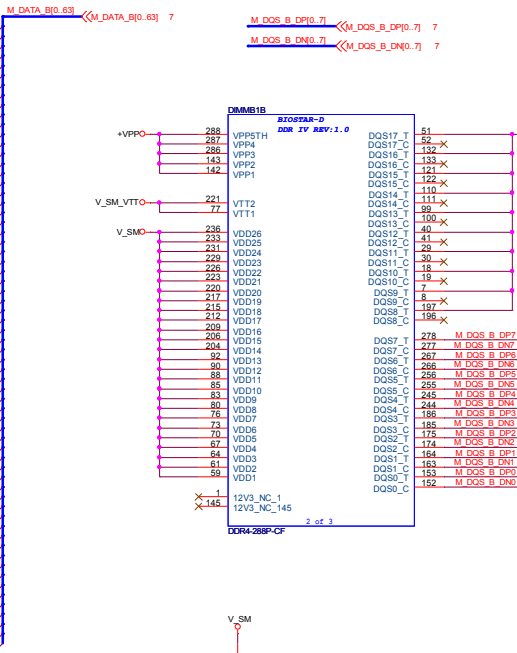 M_DATA_B[0..63]
M_DATA_B[0..63] 7
M_DQS_B_DP[0..7]
M_DQS_B_DP[0..7] 7
M_DQS_B_DN[0..7]
M_DQS_B_DN[0..7] 7
DIMMB1B
BIOSTAR-D
DDR IV REV:1.0
+VPP
288 VPP5TH
287 VPP4
286 VPP3
143 VPP2
142 VPP1
V_SM_VTT
221 VTT2
77 VTT1
V_SM
236 VDD26
233 VDD25
231 VDD24
229 VDD23
226 VDD22
223 VDD21
220 VDD20
217 VDD19
215 VDD18
212 VDD17
209 VDD16
206 VDD15
204 VDD14
92 VDD13
90 VDD12
88 VDD11
85 VDD10
83 VDD9
80 VDD8
76 VDD7
73 VDD6
70 VDD5
67 VDD4
64 VDD3
61 VDD2
59 VDD1
1 12V3_NC_1
145 12V3_NC_145
DQS17_T 51
DQS17_C 52
DQS16_T 132
DQS16_C 133
DQS15_T 121
DQS15_C 122
DQS14_T 110
DQS14_C 111
DQS13_T 99
DQS13_C 100
DQS12_T 40
DQS12_C 41
DQS11_T 29
DQS11_C 30
DQS10_T 18
DQS10_C 19
DQS9_T 7
DQS9_C 8
DQS8_T 197
DQS8_C 196
DQS7_T 278 M_DQS_B_DP7
DQS7_C 277 M_DQS_B_DN7
DQS6_T 267 M_DQS_B_DP6
DQS6_C 266 M_DQS_B_DN6
DQS5_T 256 M_DQS_B_DP5
DQS5_C 255 M_DQS_B_DN5
DQS4_T 245 M_DQS_B_DP4
DQS4_C 244 M_DQS_B_DN4
DQS3_T 186 M_DQS_B_DP3
DQS3_C 185 M_DQS_B_DN3
DQS2_T 175 M_DQS_B_DP2
DQS2_C 174 M_DQS_B_DN2
DQS1_T 164 M_DQS_B_DP1
DQS1_C 163 M_DQS_B_DN1
DQS0_T 153 M_DQS_B_DP0
DQS0_C 152 M_DQS_B_DN0
2 of 3
DDR4-288P-CF
V_SM